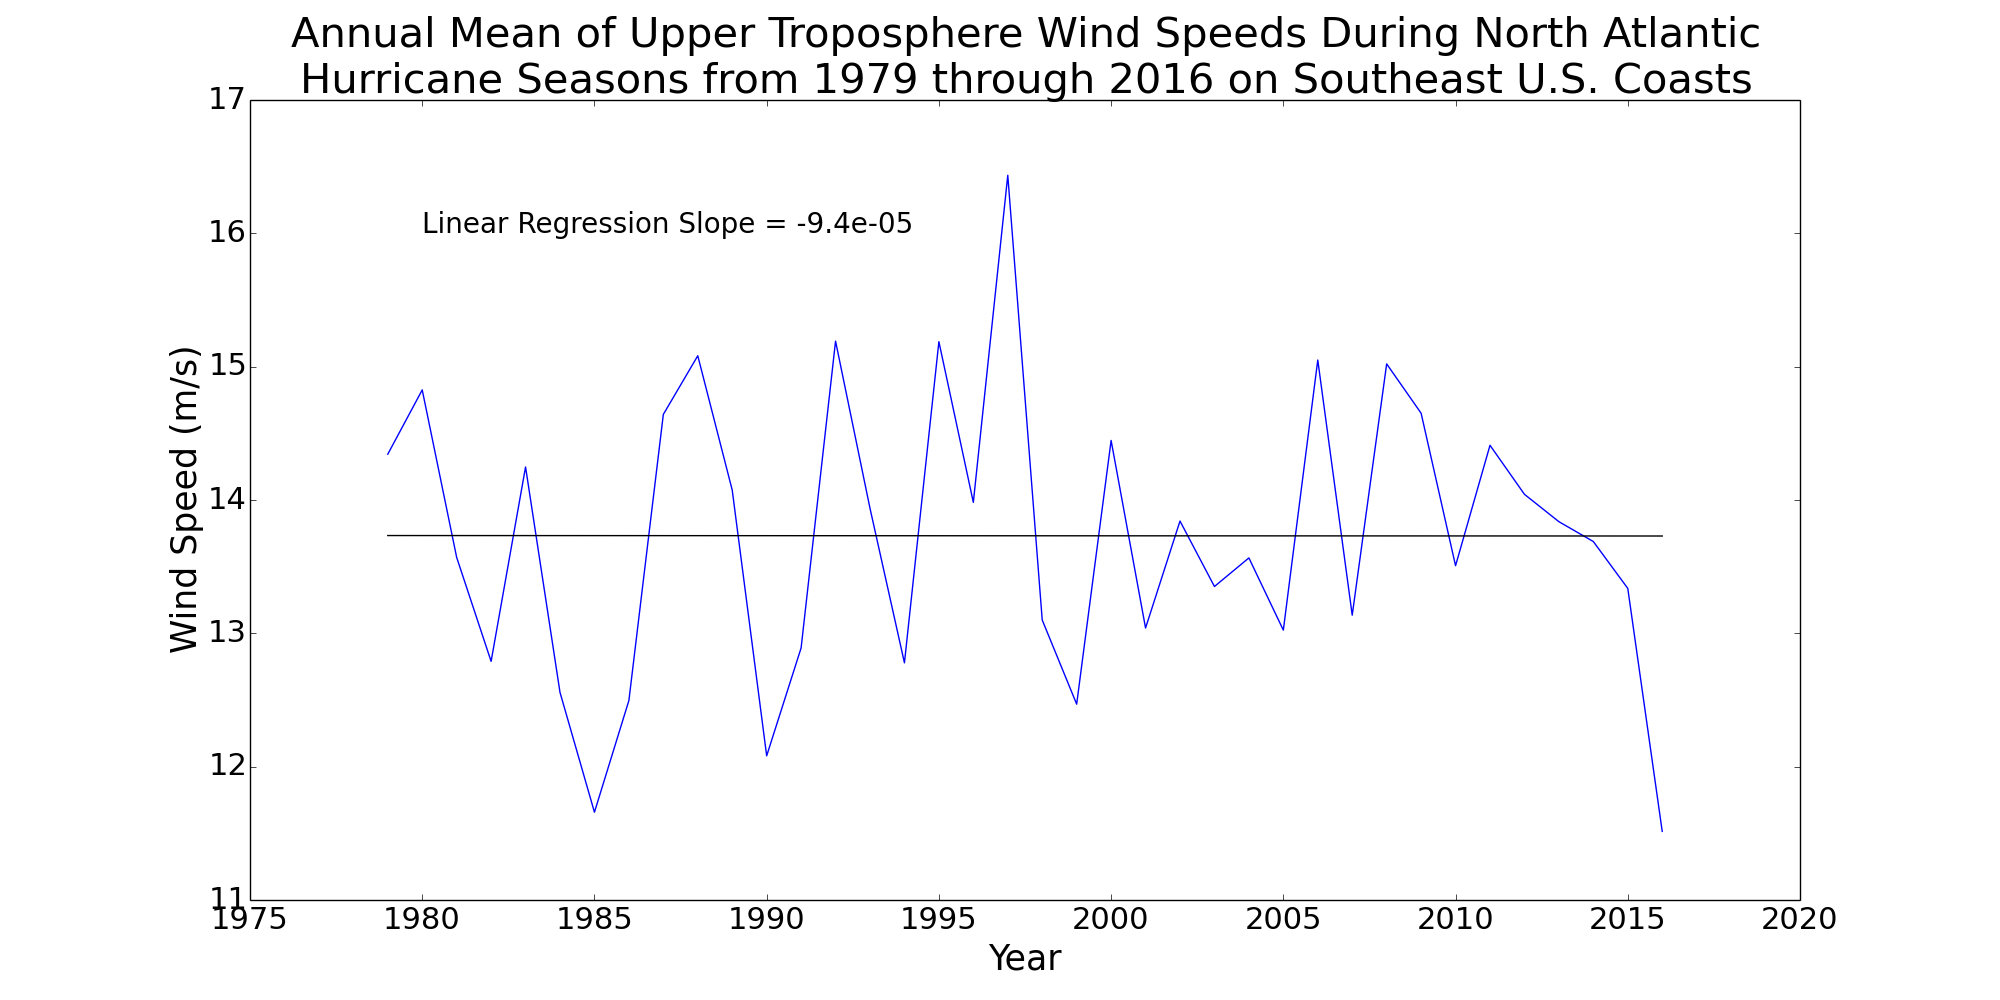 Annual Mean of Upper Troposphere Wind Speeds During North Atlantic
Hurricane Seasons from 1979 through 2016 on Southeast U.S. Coasts
17
16
15
14
13
12
11
Wind Speed (m/s)
Linear Regression Slope = -9.4e-05
1975 1980 1985 1990 1995 2000 2005 2010 2015 2020
Year